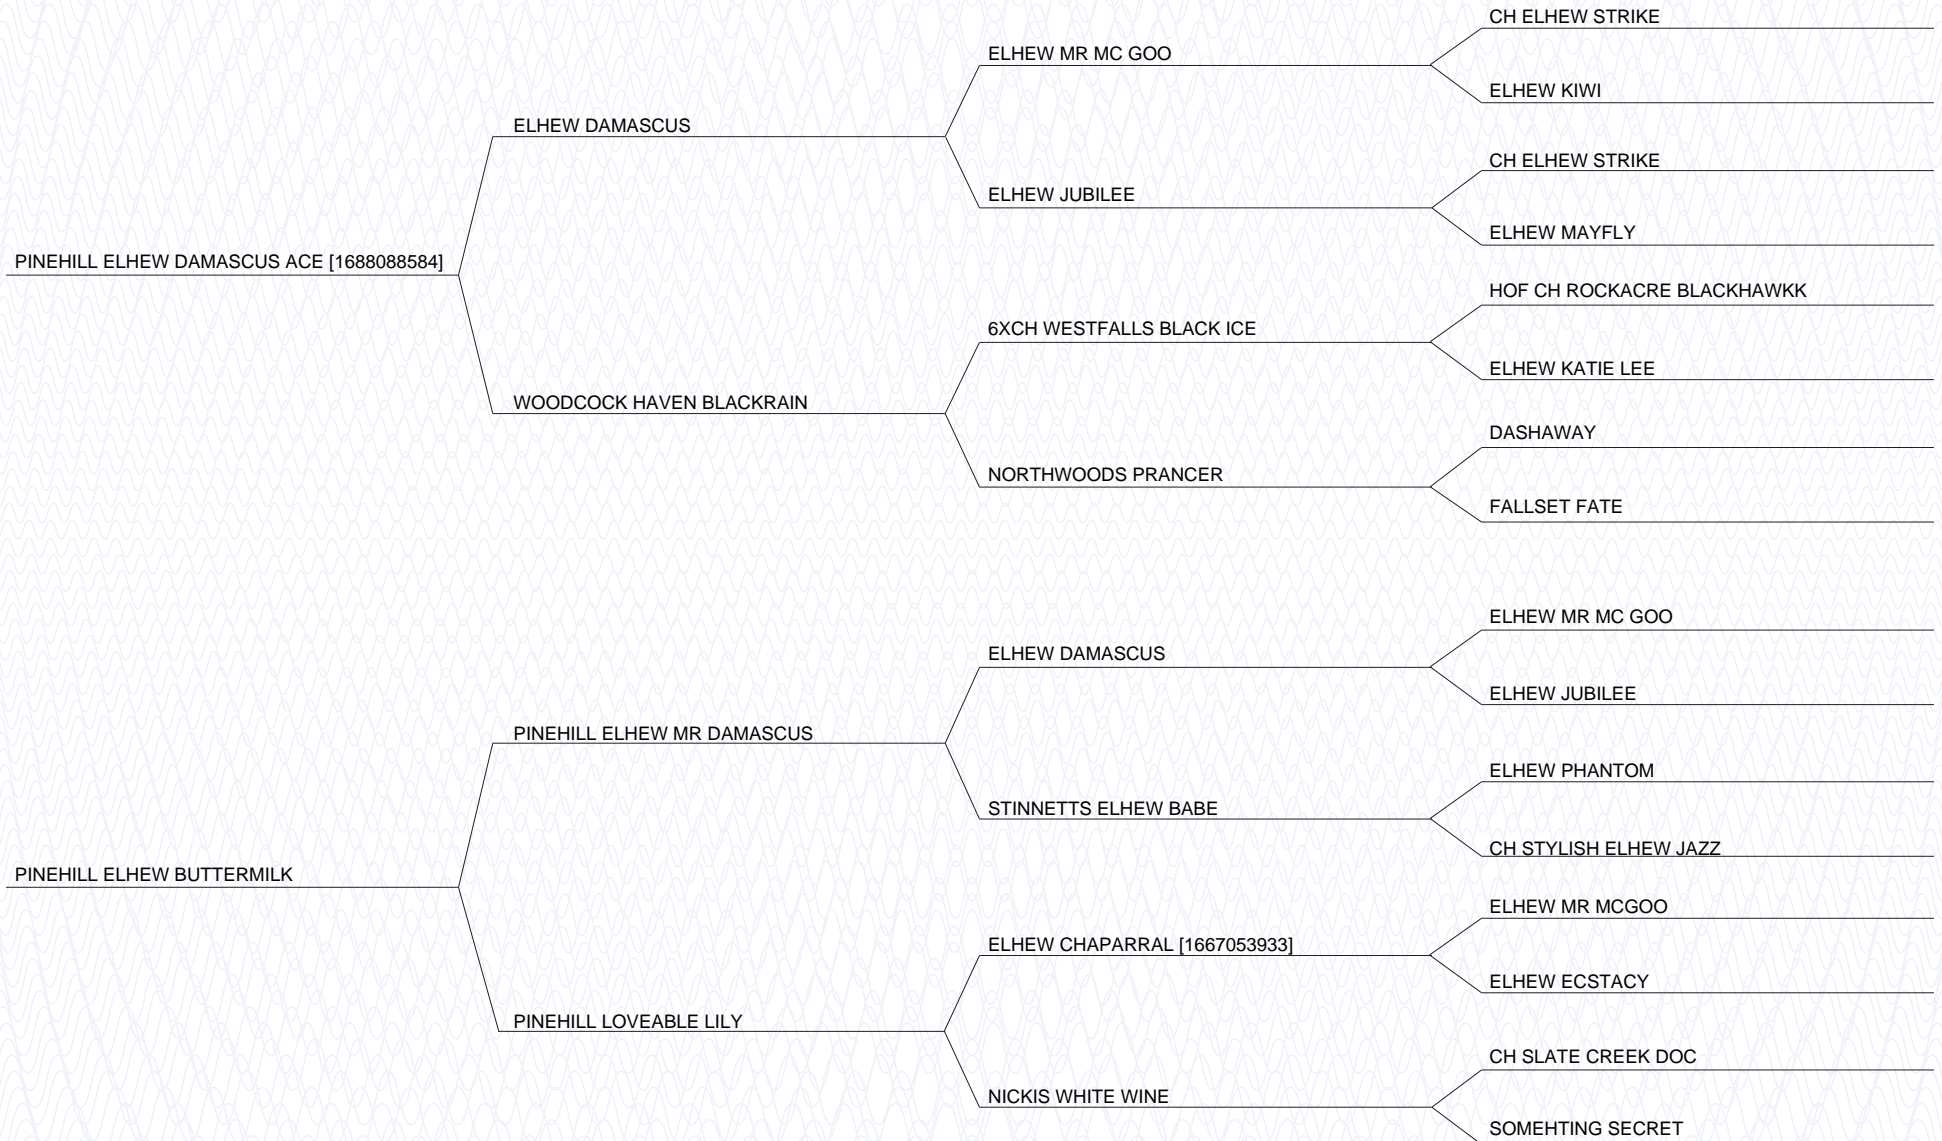 CH ELHEW STRIKE
ELHEW MR MC GOO
ELHEW KIWI
ELHEW DAMASCUS
CH ELHEW STRIKE
ELHEW JUBILEE
ELHEW MAYFLY
PINEHILL ELHEW DAMASCUS ACE [1688088584]
HOF CH ROCKACRE BLACKHAWKK
6XCH WESTFALLS BLACK ICE
ELHEW KATIE LEE
WOODCOCK HAVEN BLACKRAIN
DASHAWAY
NORTHWOODS PRANCER
FALLSET FATE
ELHEW MR MC GOO
ELHEW DAMASCUS
ELHEW JUBILEE
PINEHILL ELHEW MR DAMASCUS
ELHEW PHANTOM
STINNETTS ELHEW BABE
CH STYLISH ELHEW JAZZ
PINEHILL ELHEW BUTTERMILK
ELHEW MR MCGOO
ELHEW CHAPARRAL [1667053933]
ELHEW ECSTACY
PINEHILL LOVEABLE LILY
CH SLATE CREEK DOC
NICKIS WHITE WINE
SOMEHTING SECRET